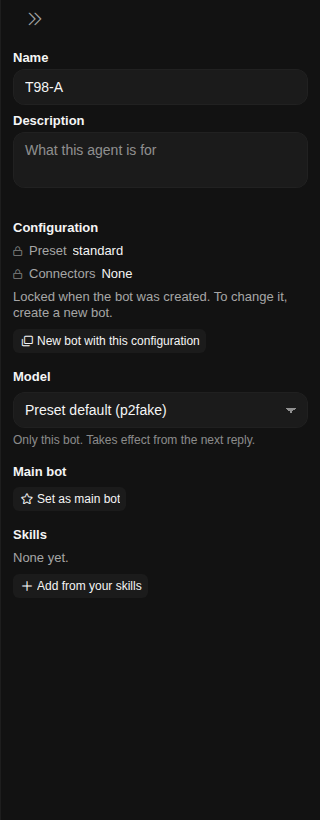 Name
T98-A
Description
What this agent is for
Configuration
Preset standard
Connectors None
Locked when the bot was created. To change it,
create a new bot.
New bot with this configuration
Model
Preset default (p2fake)
Only this bot. Takes effect from the next reply.
Main bot
Set as main bot
Skills
None yet.
Add from your skills